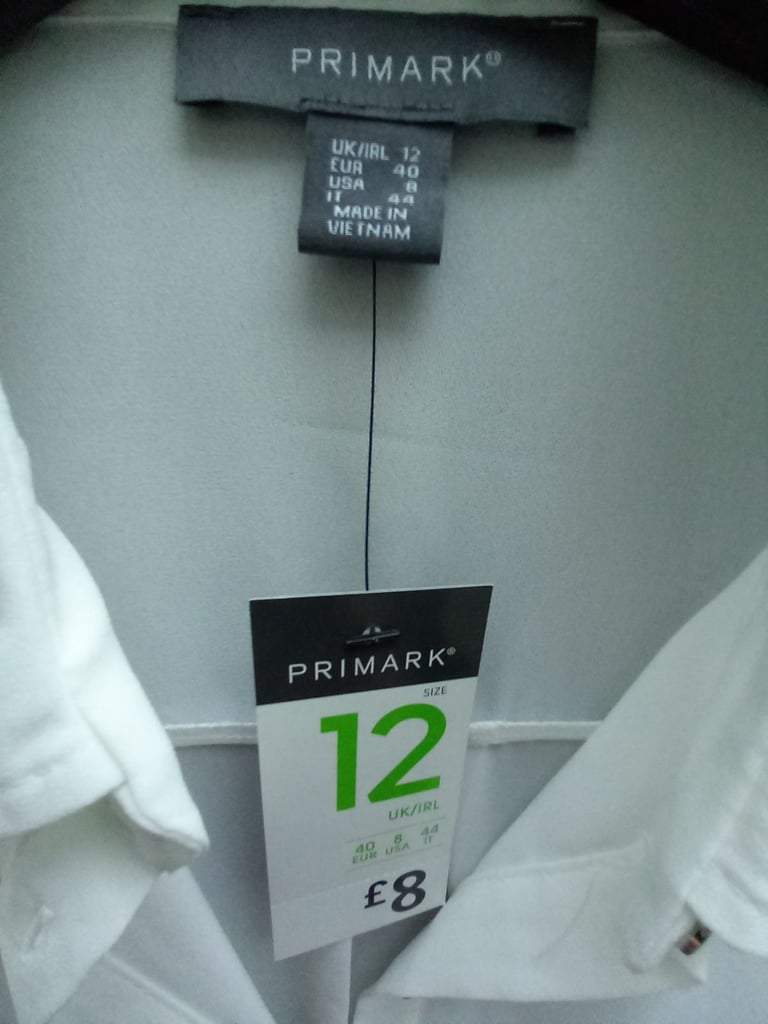 PRIMARK®
UK/IRL 12
EUR 40
USA 8
IT 44
MADE IN
VIETNAM
PRIMARK®
SIZE
12
UK/IRL
40 8 44
EUR USA IT
£8